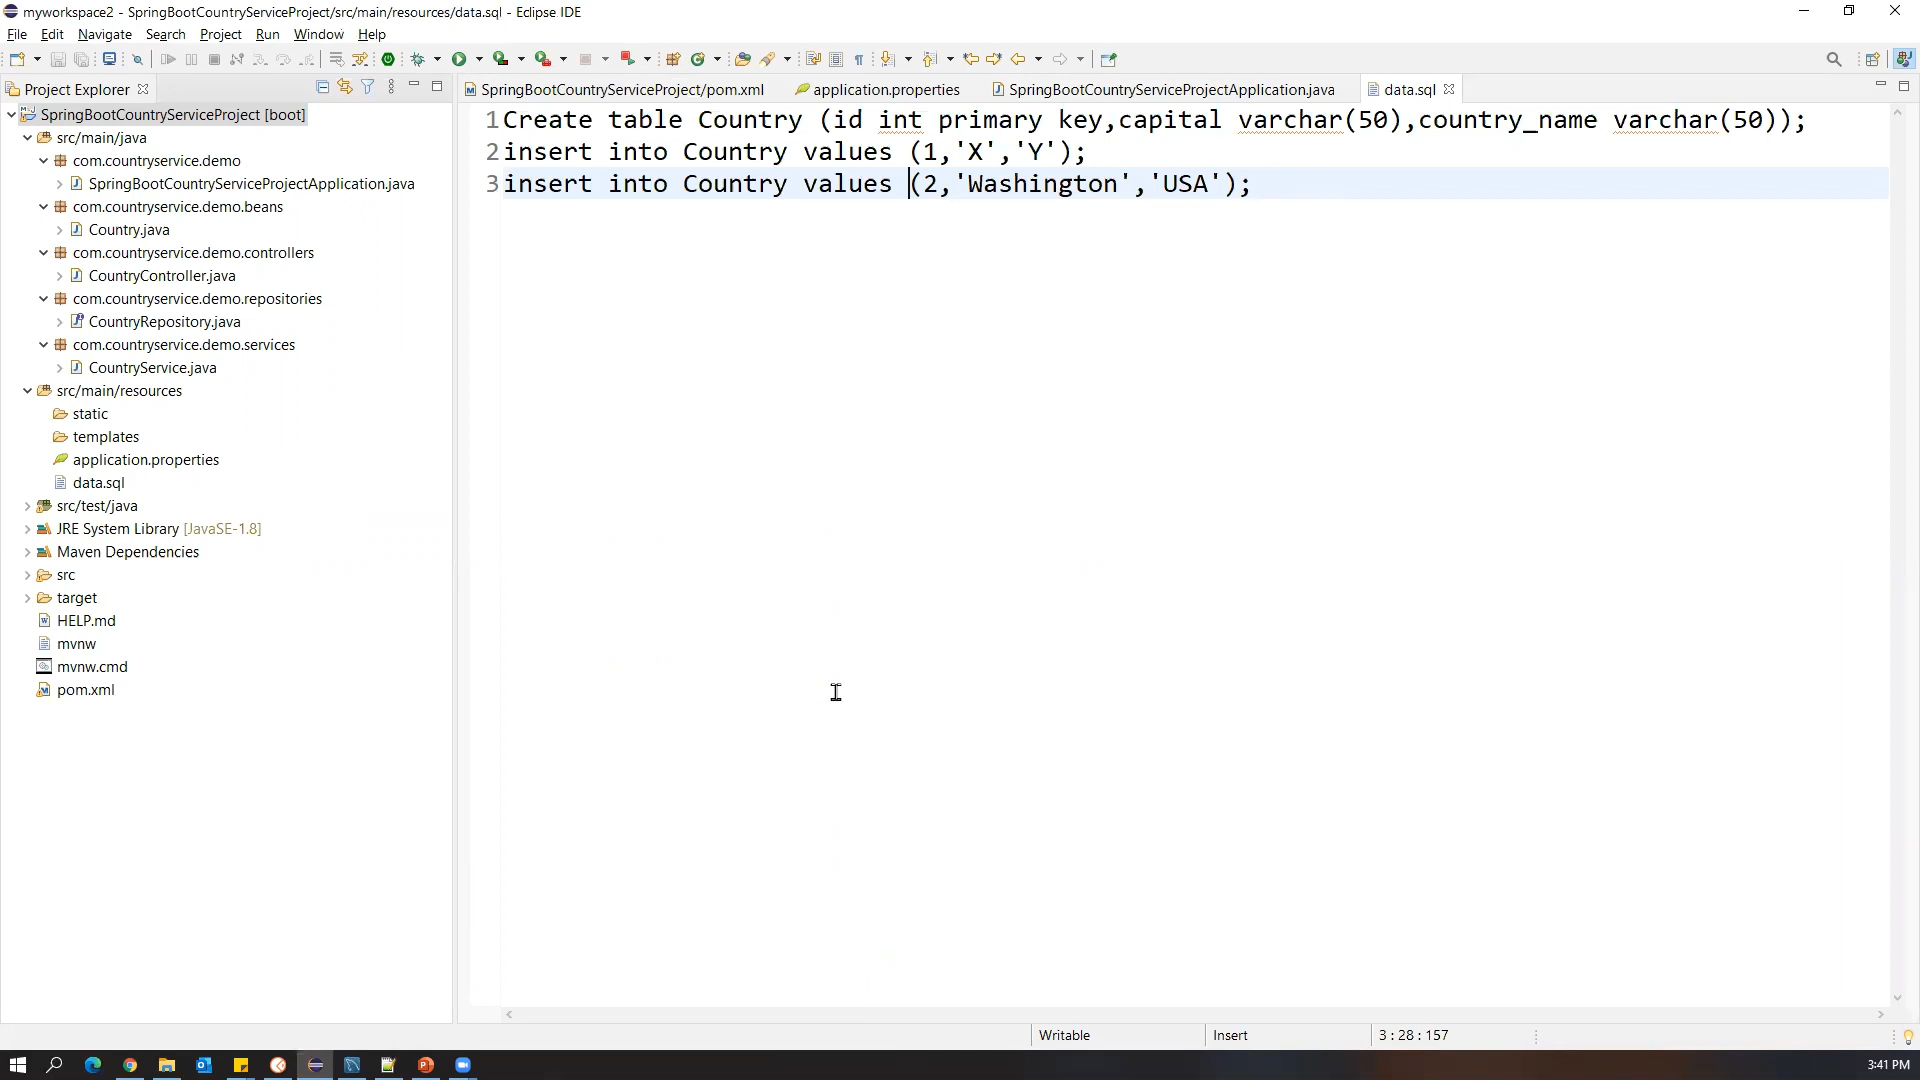 myworkspace2 - SpringBootCountryServiceProject/src/main/resources/data.sql - Eclipse IDE
File Edit Navigate Search Project Run Window Help
Project Explorer
SpringBootCountryServiceProject/pom.xml application.properties SpringBootCountryServiceProjectApplication.java data.sql
SpringBootCountryServiceProject [boot]
src/main/java
com.countryservice.demo
SpringBootCountryServiceProjectApplication.java
com.countryservice.demo.beans
Country.java
com.countryservice.demo.controllers
CountryController.java
com.countryservice.demo.repositories
CountryRepository.java
com.countryservice.demo.services
CountryService.java
src/main/resources
static
templates
application.properties
data.sql
src/test/java
JRE System Library [JavaSE-1.8]
Maven Dependencies
src
target
HELP.md
mvnw
mvnw.cmd
pom.xml
1 Create table Country (id int primary key,capital varchar(50),country_name varchar(50));
2 insert into Country values (1,'X','Y');
3 insert into Country values (2,'Washington','USA');
Writable Insert 3 : 28 : 157
3:41 PM